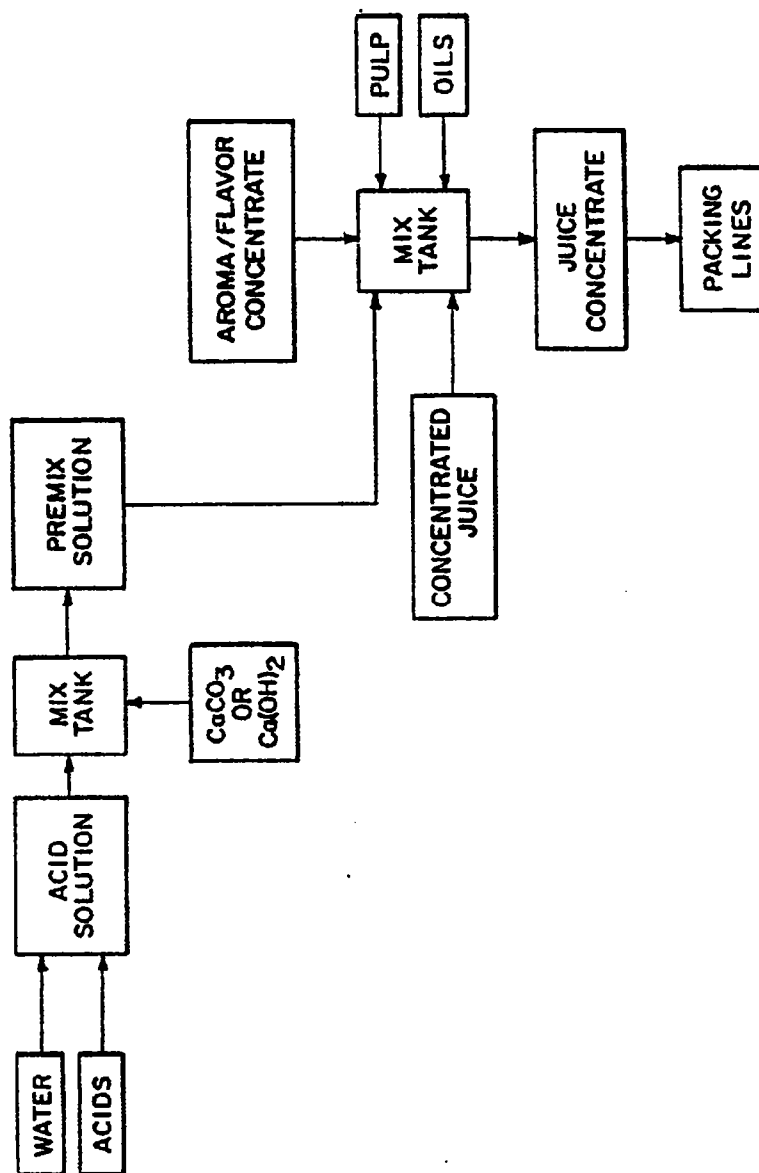 WATER
ACIDS
ACID
SOLUTION
MIX
TANK
CaCO3
OR
Ca(OH)2
PREMIX
SOLUTION
AROMA/FLAVOR
CONCENTRATE
CONCENTRATED
JUICE
MIX
TANK
PULP
OILS
JUICE
CONCENTRATE
PACKING
LINES